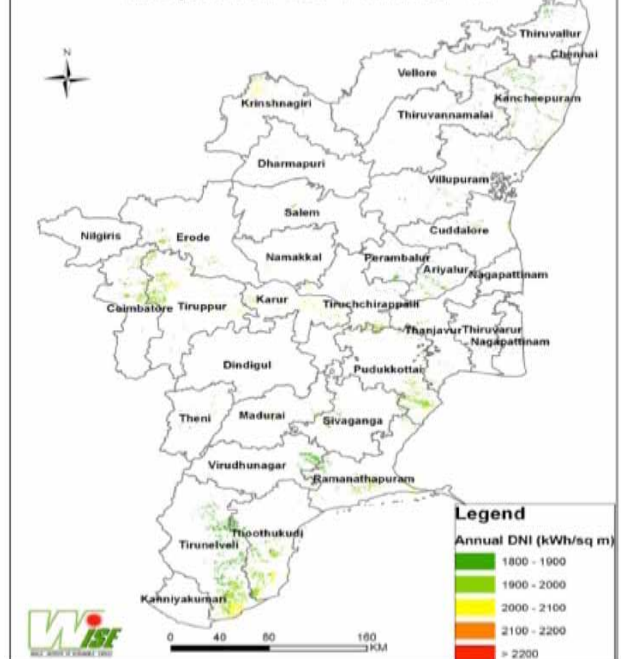 N
Thiruvallur
Chennai
Vellore
Kancheepuram
Krinshnagiri
Thiruvannamalai
Dharmapuri
Villupuram
Salem
Nilgiris
Erode
Cuddalore
Namakkal
Perambalur
Ariyalur
Nagapattinam
Coimbatore
Tiruppur
Karur
Tiruchchirappalli
Thanjavur
Thiruvarur
Nagapattinam
Dindigul
Pudukkottai
Theni
Madurai
Sivaganga
Virudhunagar
Ramanathapuram
Thoothukudi
Tirunelveli
Kanniyakumari
Legend
Annual DNI (kWh/sq m)
1800 - 1900
1900 - 2000
2000 - 2100
2100 - 2200
> 2200
WISE
0 40 80 160
KM